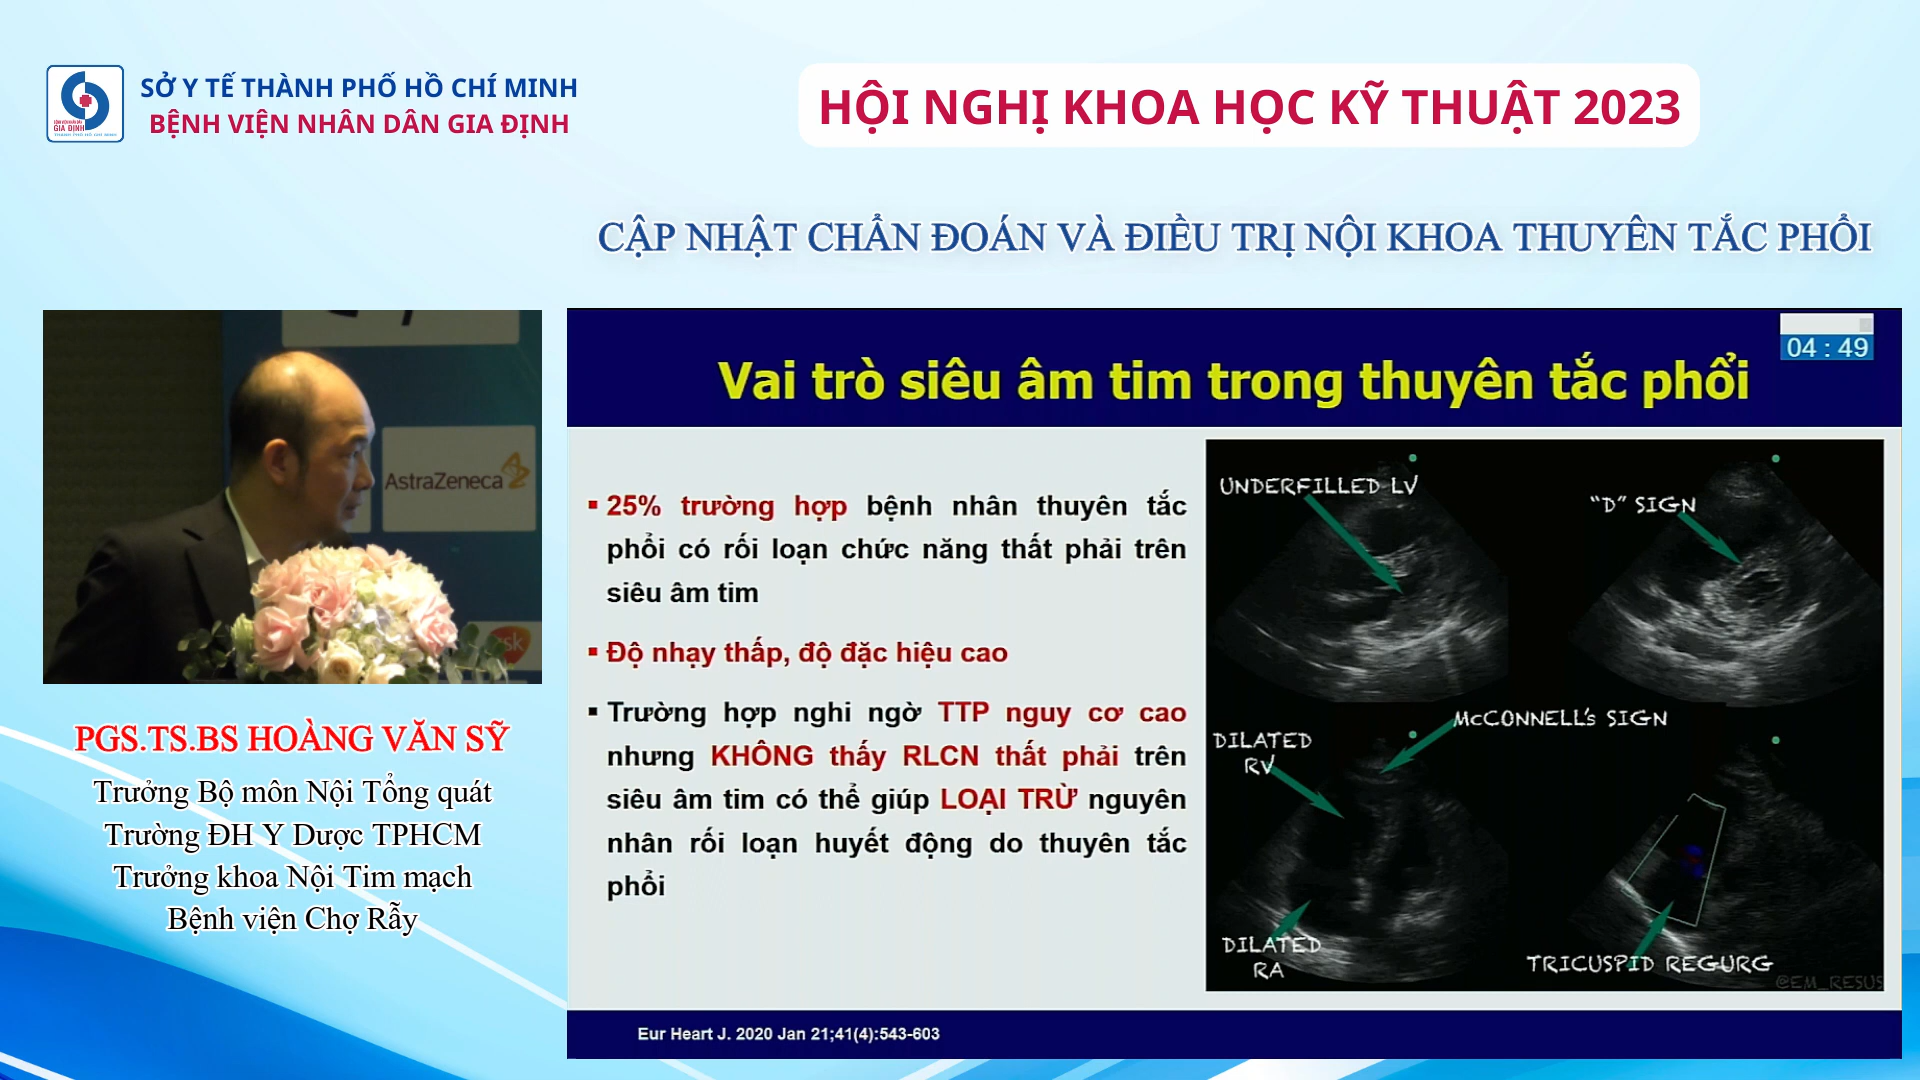 SỞ Y TẾ THÀNH PHỐ HỒ CHÍ MINH
BỆNH VIỆN NHÂN DÂN GIA ĐỊNH
GIA ĐỊNH
HỘI NGHỊ KHOA HỌC KỸ THUẬT 2023
CẬP NHẬT CHẨN ĐOÁN VÀ ĐIỀU TRỊ NỘI KHOA THUYÊN TẮC PHỔI
AstraZeneca
gsk
PGS.TS.BS HOÀNG VĂN SỸ
Trưởng Bộ môn Nội Tổng quát
Trường ĐH Y Dược TPHCM
Trưởng khoa Nội Tim mạch
Bệnh viện Chợ Rẫy
04 : 49
Vai trò siêu âm tim trong thuyên tắc phổi
▪ 25% trường hợp bệnh nhân thuyên tắc
phổi có rối loạn chức năng thất phải trên
siêu âm tim
▪ Độ nhạy thấp, độ đặc hiệu cao
▪ Trường hợp nghi ngờ TTP nguy cơ cao
nhưng KHÔNG thấy RLCN thất phải trên
siêu âm tim có thể giúp LOẠI TRỪ nguyên
nhân rối loạn huyết động do thuyên tắc
phổi
UNDERFILLED LV
"D" SIGN
McCONNELL's SIGN
DILATED
RV
DILATED
RA
TRICUSPID REGURG
@EM_RESUS
Eur Heart J. 2020 Jan 21;41(4):543-603